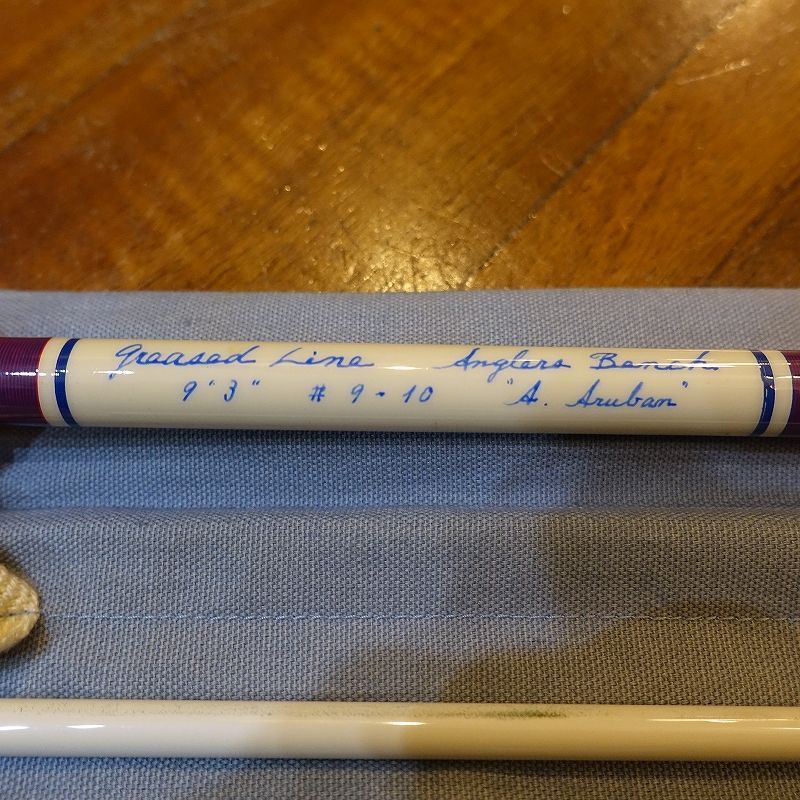 Greased Line Anglers Bench
9" 3" # 9 - 10 "A. Aruban"